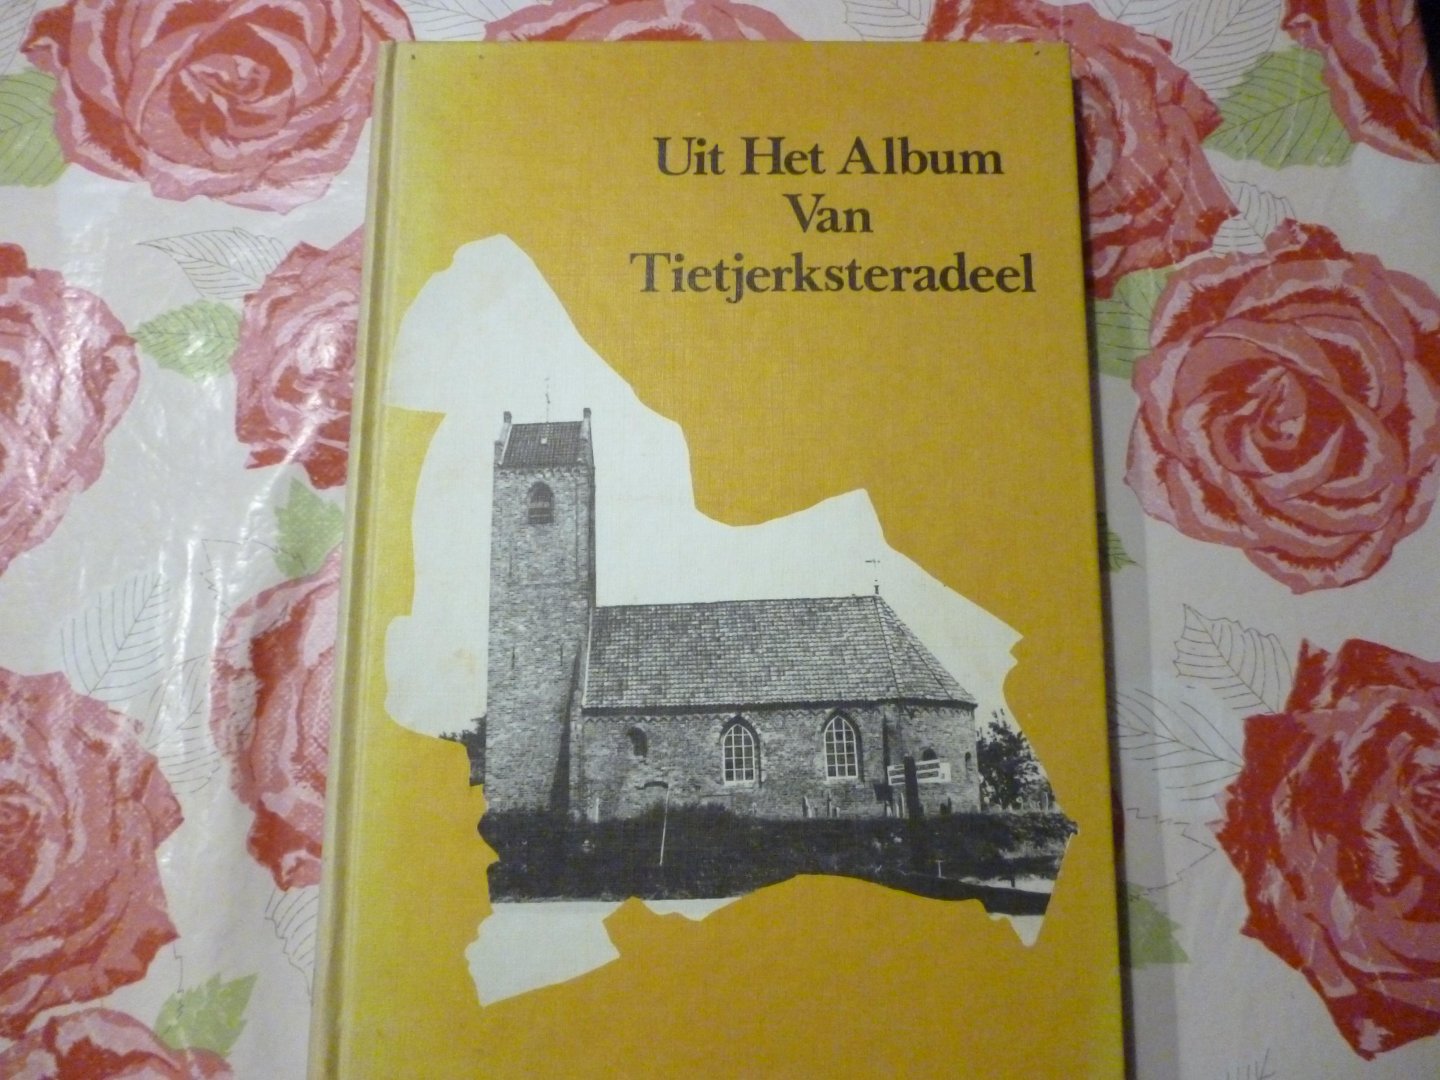 Uit Het Album
Van
Tietjerksteradeel